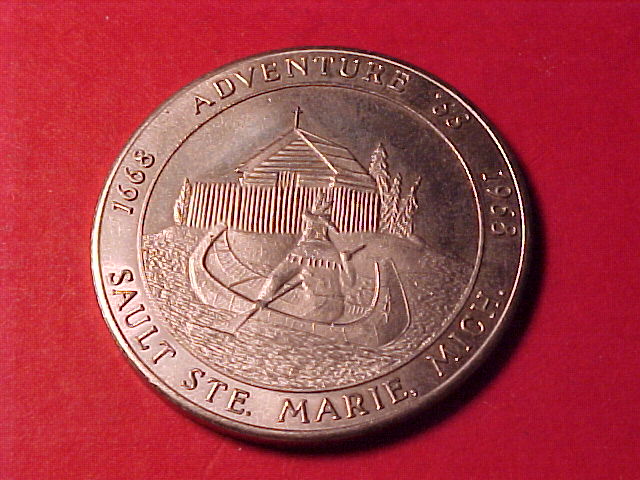 1668 ADVENTURE '68 1968
SAULT STE. MARIE, MICH.